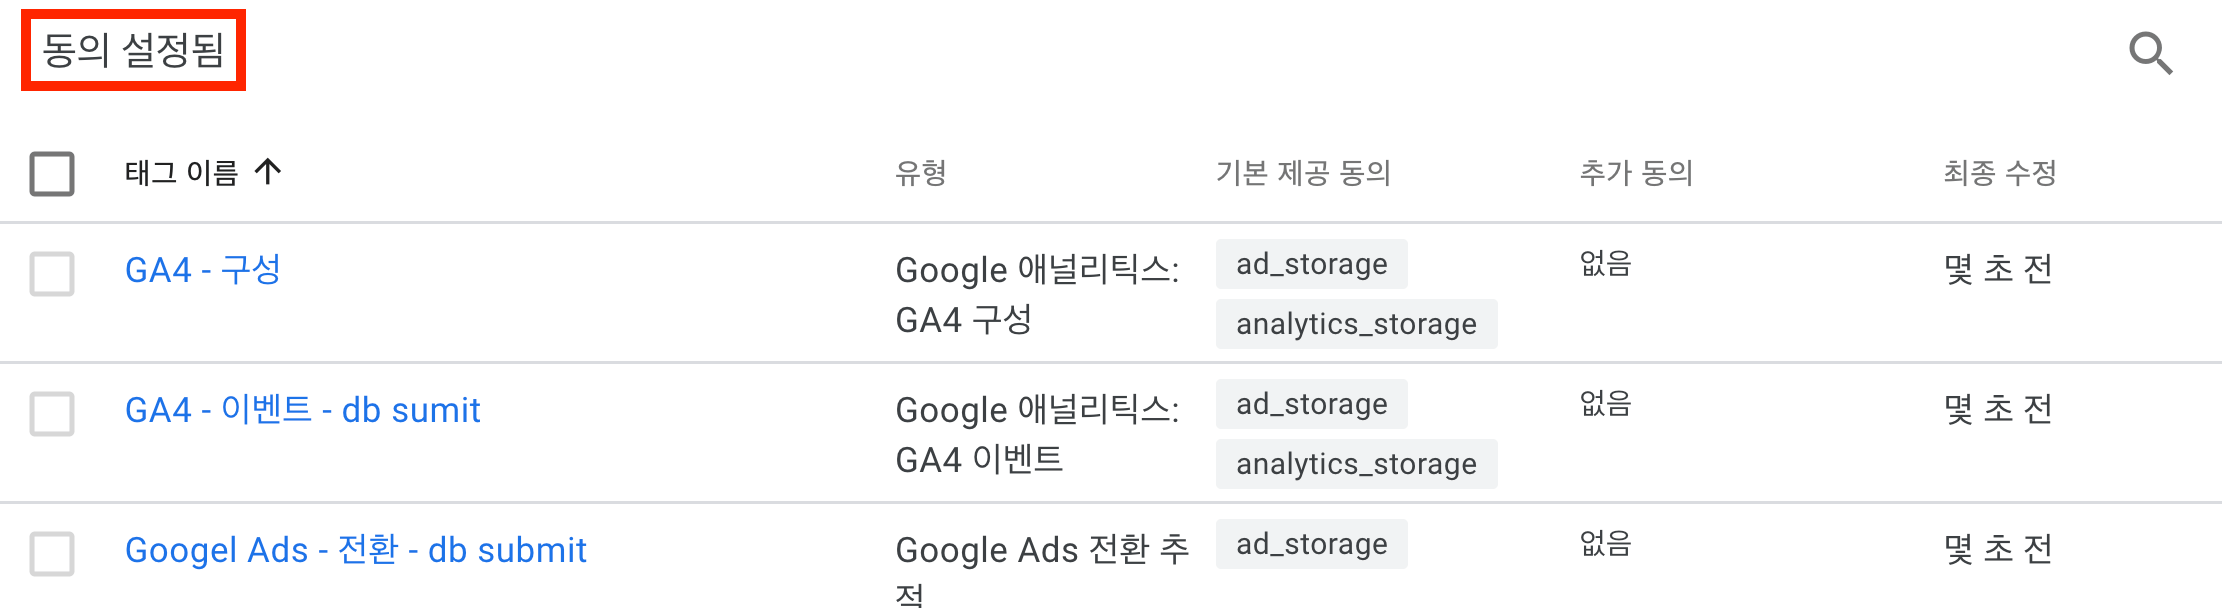 동의 설정됨
태그 이름 유형 기본 제공 동의 추가 동의 최종 수정
GA4 - 구성 Google 애널리틱스: ad_storage 없음 몇 초 전
GA4 구성 analytics_storage
GA4 - 이벤트 - db sumit Google 애널리틱스: ad_storage 없음 몇 초 전
GA4 이벤트 analytics_storage
Googel Ads - 전환 - db submit Google Ads 전환 추 ad_storage 없음 몇 초 전
적